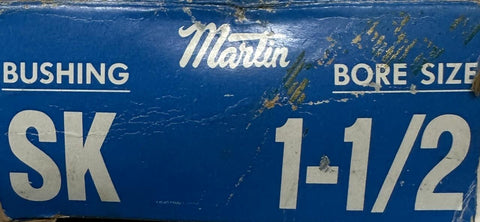 Martin
BUSHING BORE SIZE
SK 1-1/2